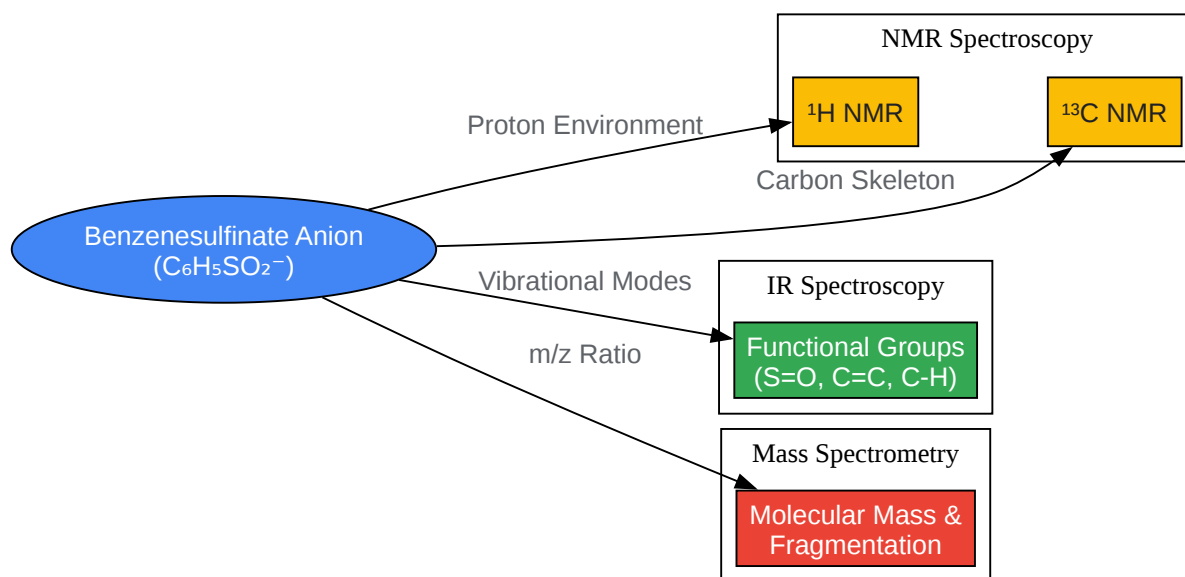 NMR Spectroscopy
¹H NMR
¹³C NMR
Proton Environment
Carbon Skeleton
Benzenesulfinate Anion
(C₆H₅SO₂⁻)
Vibrational Modes
IR Spectroscopy
Functional Groups
(S=O, C=C, C-H)
m/z Ratio
Mass Spectrometry
Molecular Mass &
Fragmentation